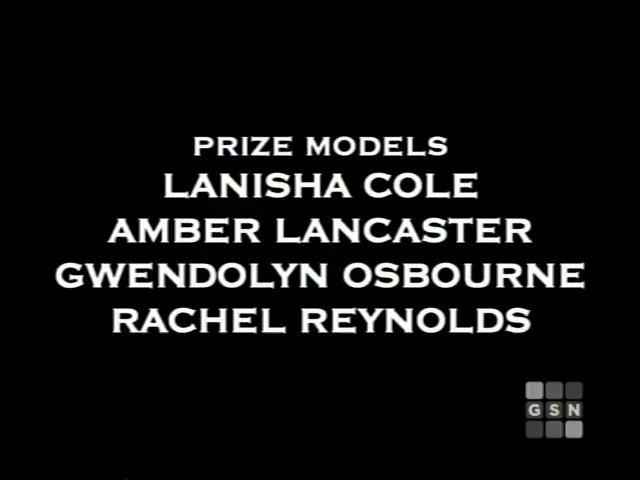 PRIZE MODELS
LANISHA COLE
AMBER LANCASTER
GWENDOLYN OSBOURNE
RACHEL REYNOLDS
GSN